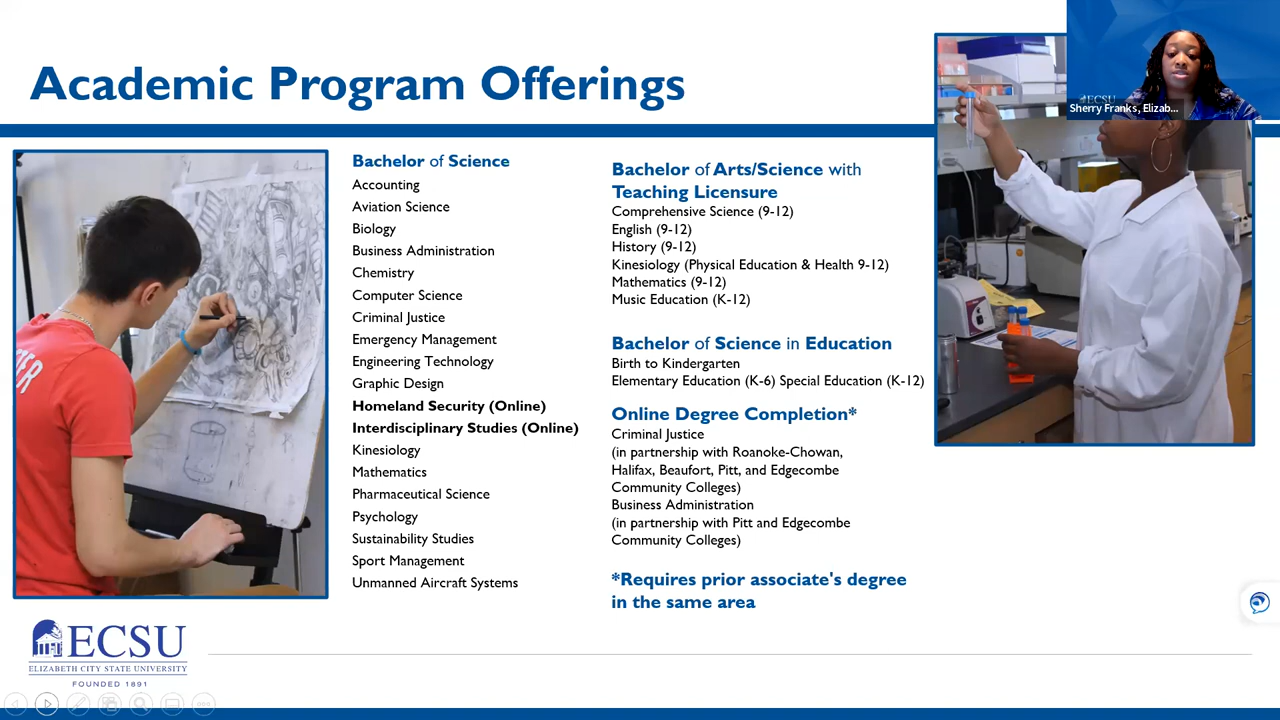 Academic Program Offerings
ECSU
Sherry Franks, Elizab...
Bachelor of Science
Accounting
Aviation Science
Biology
Business Administration
Chemistry
Computer Science
Criminal Justice
Emergency Management
Engineering Technology
Graphic Design
Homeland Security (Online)
Interdisciplinary Studies (Online)
Kinesiology
Mathematics
Pharmaceutical Science
Psychology
Sustainability Studies
Sport Management
Unmanned Aircraft Systems
Bachelor of Arts/Science with
Teaching Licensure
Comprehensive Science (9-12)
English (9-12)
History (9-12)
Kinesiology (Physical Education & Health 9-12)
Mathematics (9-12)
Music Education (K-12)
Bachelor of Science in Education
Birth to Kindergarten
Elementary Education (K-6) Special Education (K-12)
Online Degree Completion*
Criminal Justice
(in partnership with Roanoke-Chowan,
Halifax, Beaufort, Pitt, and Edgecombe
Community Colleges)
Business Administration
(in partnership with Pitt and Edgecombe
Community Colleges)
*Requires prior associate's degree
in the same area
ECSU
ELIZABETH CITY STATE UNIVERSITY
FOUNDED 1891